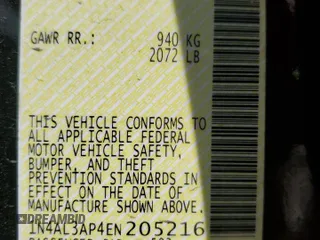 GAWR RR.: 940 KG
2072 LB
THIS VEHICLE CONFORMS TO
ALL APPLICABLE FEDERAL
MOTOR VEHICLE SAFETY,
BUMPER, AND THEFT
PREVENTION STANDARDS IN
EFFECT ON THE DATE OF
MANUFACTURE SHOWN ABOVE.
1N4AL3AP4EN205216
DREAMBID